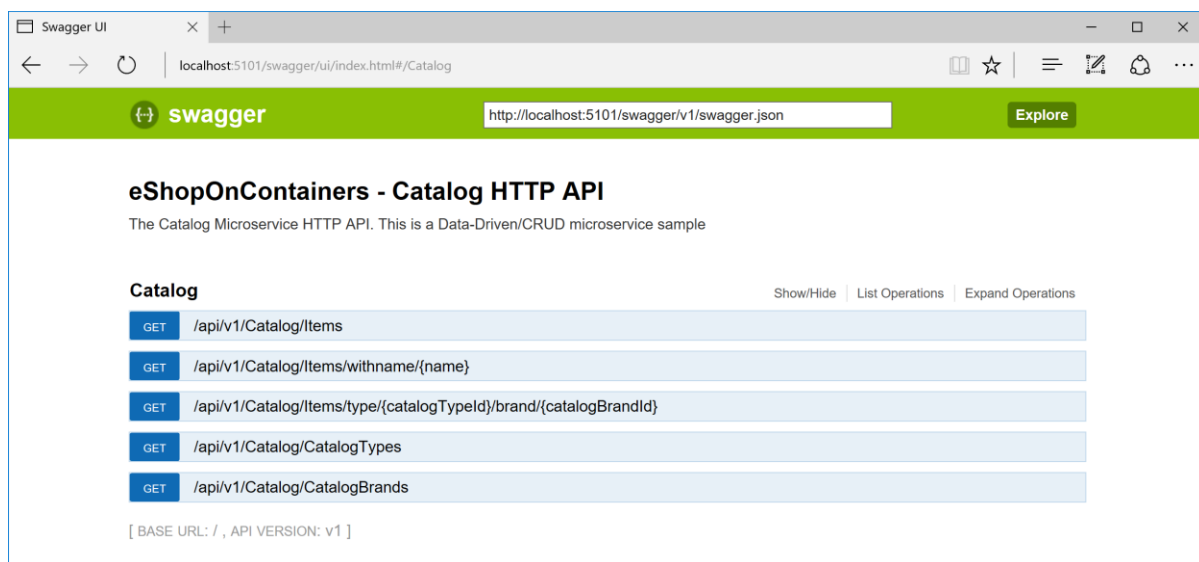 Swagger UI
localhost:5101/swagger/ui/index.html#/Catalog
swagger
http://localhost:5101/swagger/v1/swagger.json
Explore
eShopOnContainers - Catalog HTTP API
The Catalog Microservice HTTP API. This is a Data-Driven/CRUD microservice sample
Catalog
Show/Hide
List Operations
Expand Operations
GET /api/v1/Catalog/Items
GET /api/v1/Catalog/Items/withname/{name}
GET /api/v1/Catalog/Items/type/{catalogTypeId}/brand/{catalogBrandId}
GET /api/v1/Catalog/CatalogTypes
GET /api/v1/Catalog/CatalogBrands
[ BASE URL: / , API VERSION: v1 ]